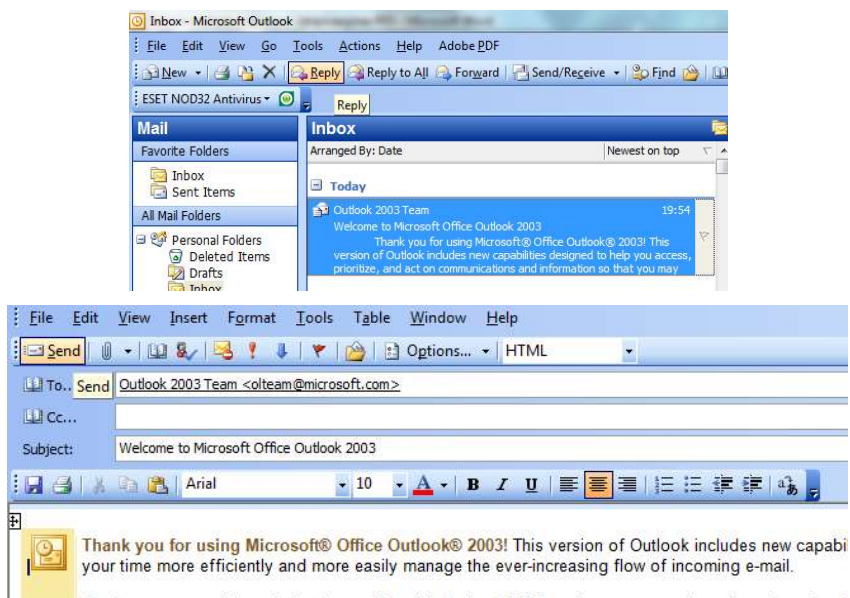 Inbox - Microsoft Outlook
File Edit View Go Tools Actions Help Adobe PDF
New Reply Reply to All Forward Send/Receive Find
ESET NOD32 Antivirus
Reply
Mail
Inbox
Favorite Folders
Arranged By: Date Newest on top
Inbox
Sent Items
Today
All Mail Folders
Outlook 2003 Team 19:54
Welcome to Microsoft Office Outlook 2003
Thank you for using Microsoft® Office Outlook® 2003! This
version of Outlook includes new capabilities designed to help you access,
prioritize, and act on communications and information so that you may
Personal Folders
Deleted Items
Drafts
Inbox
File Edit View Insert Format Tools Table Window Help
Send Options... HTML
To.. Send Outlook 2003 Team <olteam@microsoft.com>
Cc...
Subject: Welcome to Microsoft Office Outlook 2003
Arial 10 A B I U
Thank you for using Microsoft® Office Outlook® 2003! This version of Outlook includes new capabi
your time more efficiently and more easily manage the ever-increasing flow of incoming e-mail.